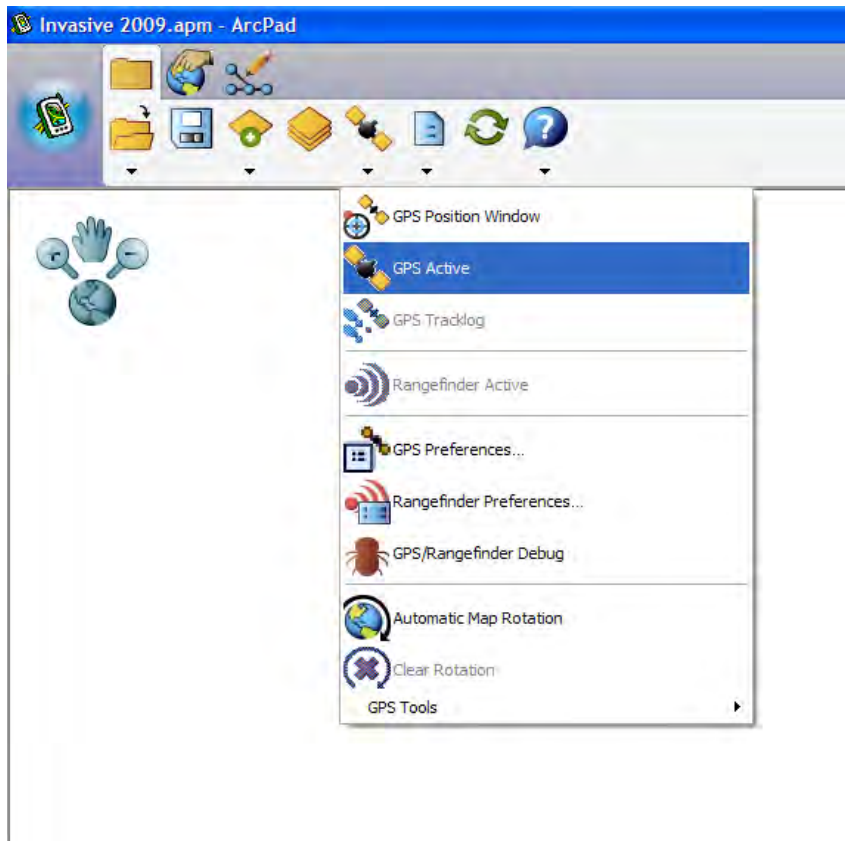 Invasive 2009.apm - ArcPad
GPS Position Window
GPS Active
GPS Tracklog
Rangefinder Active
GPS Preferences...
Rangefinder Preferences...
GPS/Rangefinder Debug
Automatic Map Rotation
Clear Rotation
GPS Tools